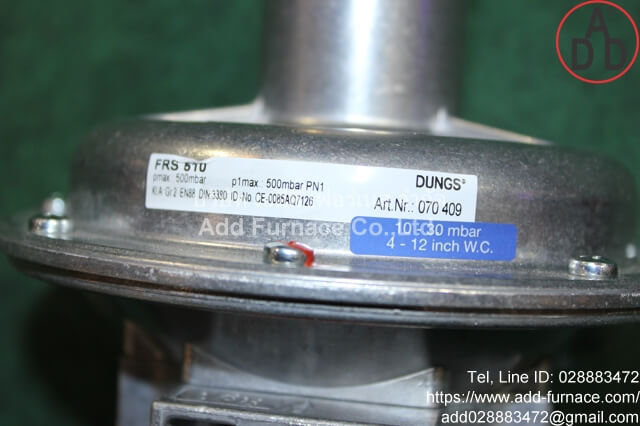 ADD
FRS 510
pmax. 500mbar
p1max.: 500mbar PN1
DUNGS®
Kl.A. Gr.2 EN88 DIN 3380 ID.-No. CE-0085AQ7126
Art.Nr.: 070 409
Add Furnace Co.,Ltd.
10 - 30 mbar
4 - 12 inch W.C.
Tel, Line ID: 028883472
https://www.add-furnace.com/
add028883472@gmail.com